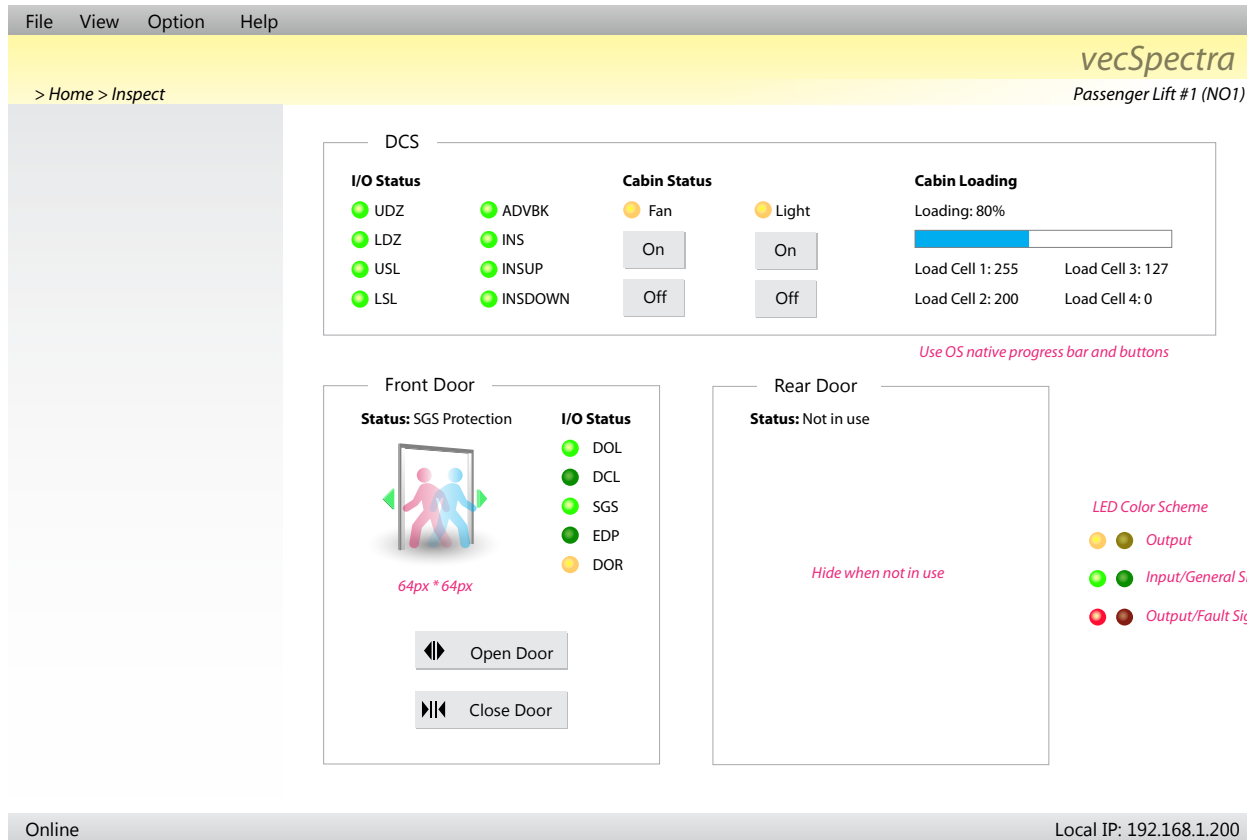 File View Option Help
vecSpectra
> Home > Inspect
Passenger Lift #1 (NO1)
DCS
I/O Status
UDZ
LDZ
USL
LSL
ADVBK
INS
INSUP
INSDOWN
Cabin Status
Fan
On
Off
Light
On
Off
Cabin Loading
Loading: 80%
Load Cell 1: 255 Load Cell 3: 127
Load Cell 2: 200 Load Cell 4: 0
Use OS native progress bar and buttons
Front Door
Status: SGS Protection
64px * 64px
I/O Status
DOL
DCL
SGS
EDP
DOR
Open Door
Close Door
Rear Door
Status: Not in use
Hide when not in use
LED Color Scheme
Output
Input/General
Output/Fault
Online
Local IP: 192.168.1.200